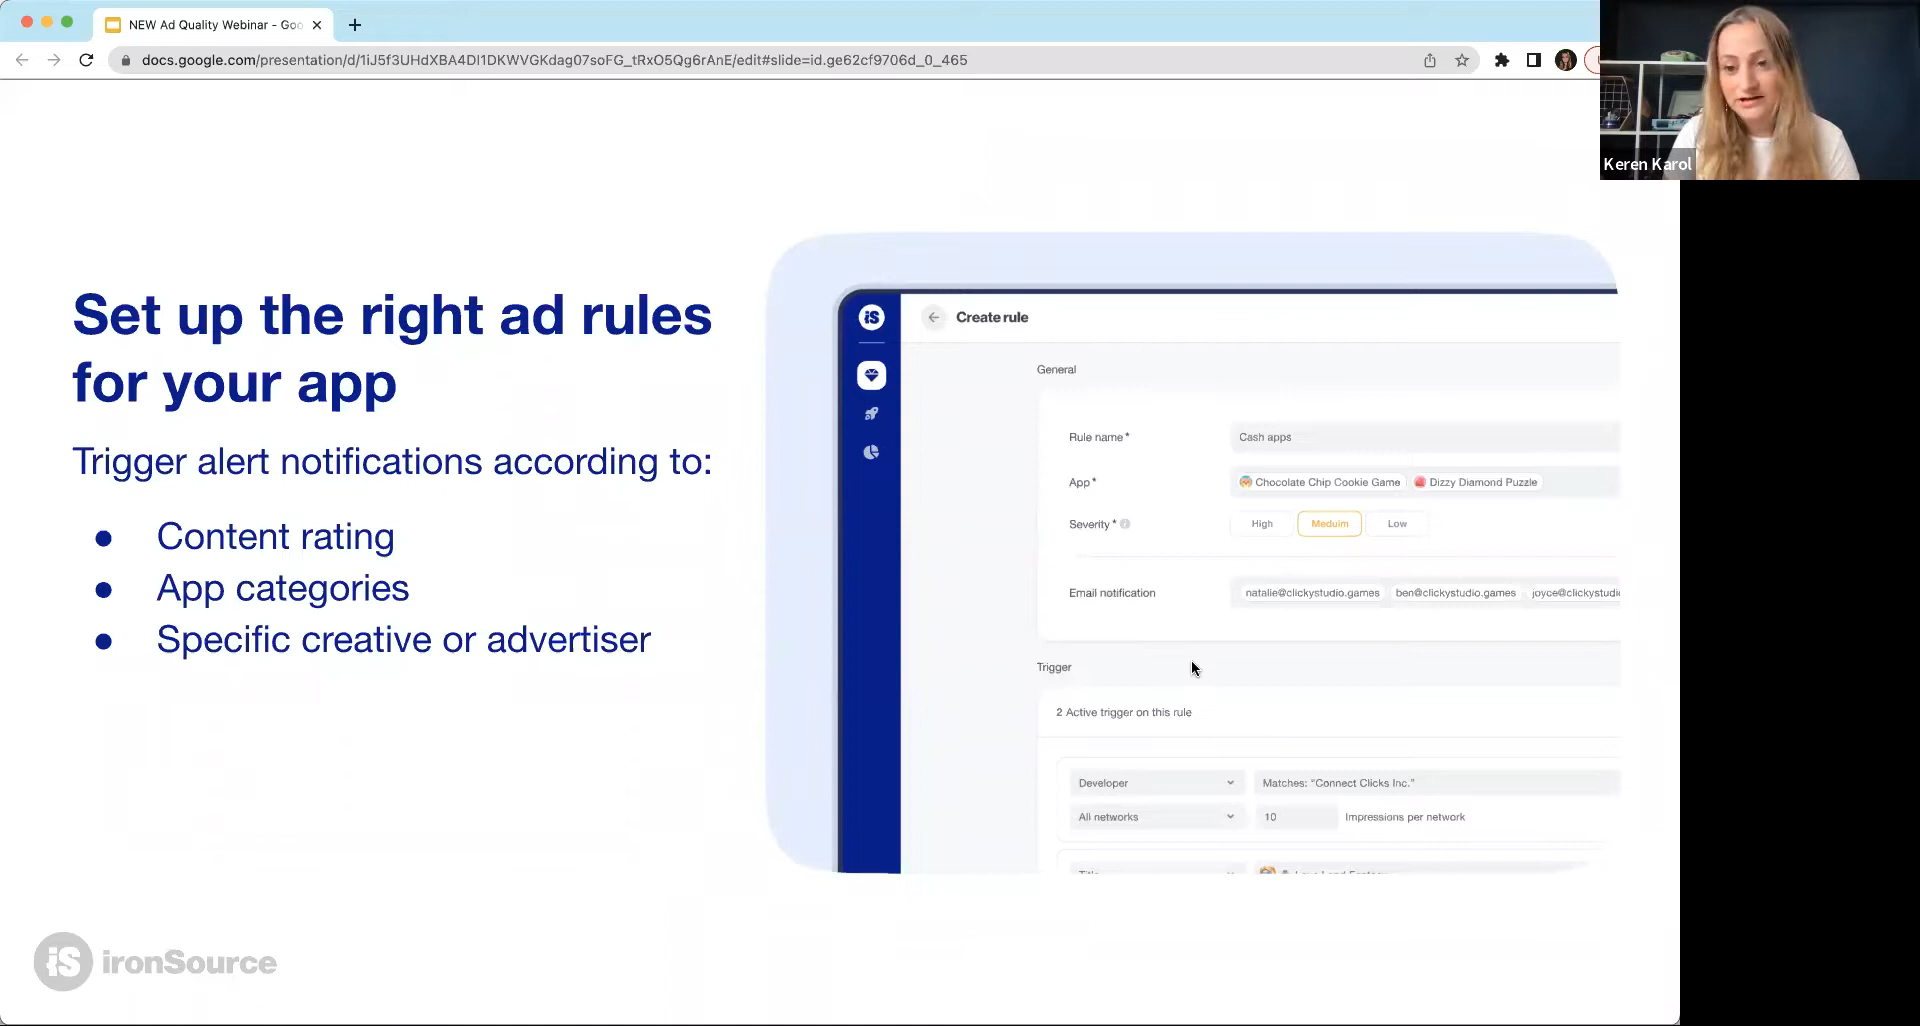 NEW Ad Quality Webinar - Goo
docs.google.com/presentation/d/1iJ5f3UHdXBA4DI1DKWVGKdag07soFG_tRxO5Qg6rAnE/edit#slide=id.ge62cf9706d_0_465
Keren Karol
Set up the right ad rules
for your app
Trigger alert notifications according to:
● Content rating
● App categories
● Specific creative or advertiser
iS
Create rule
General
Rule name*
Cash apps
App*
Chocolate Chip Cookie Game
Dizzy Diamond Puzzle
Severity*
High
Meduim
Low
Email notification
natalie@clickystudio.games
ben@clickystudio.games
joyce@clickystudi
Trigger
2 Active trigger on this rule
Developer
Matches: "Connect Clicks Inc."
All networks
10
Impressions per network
iS ironSource